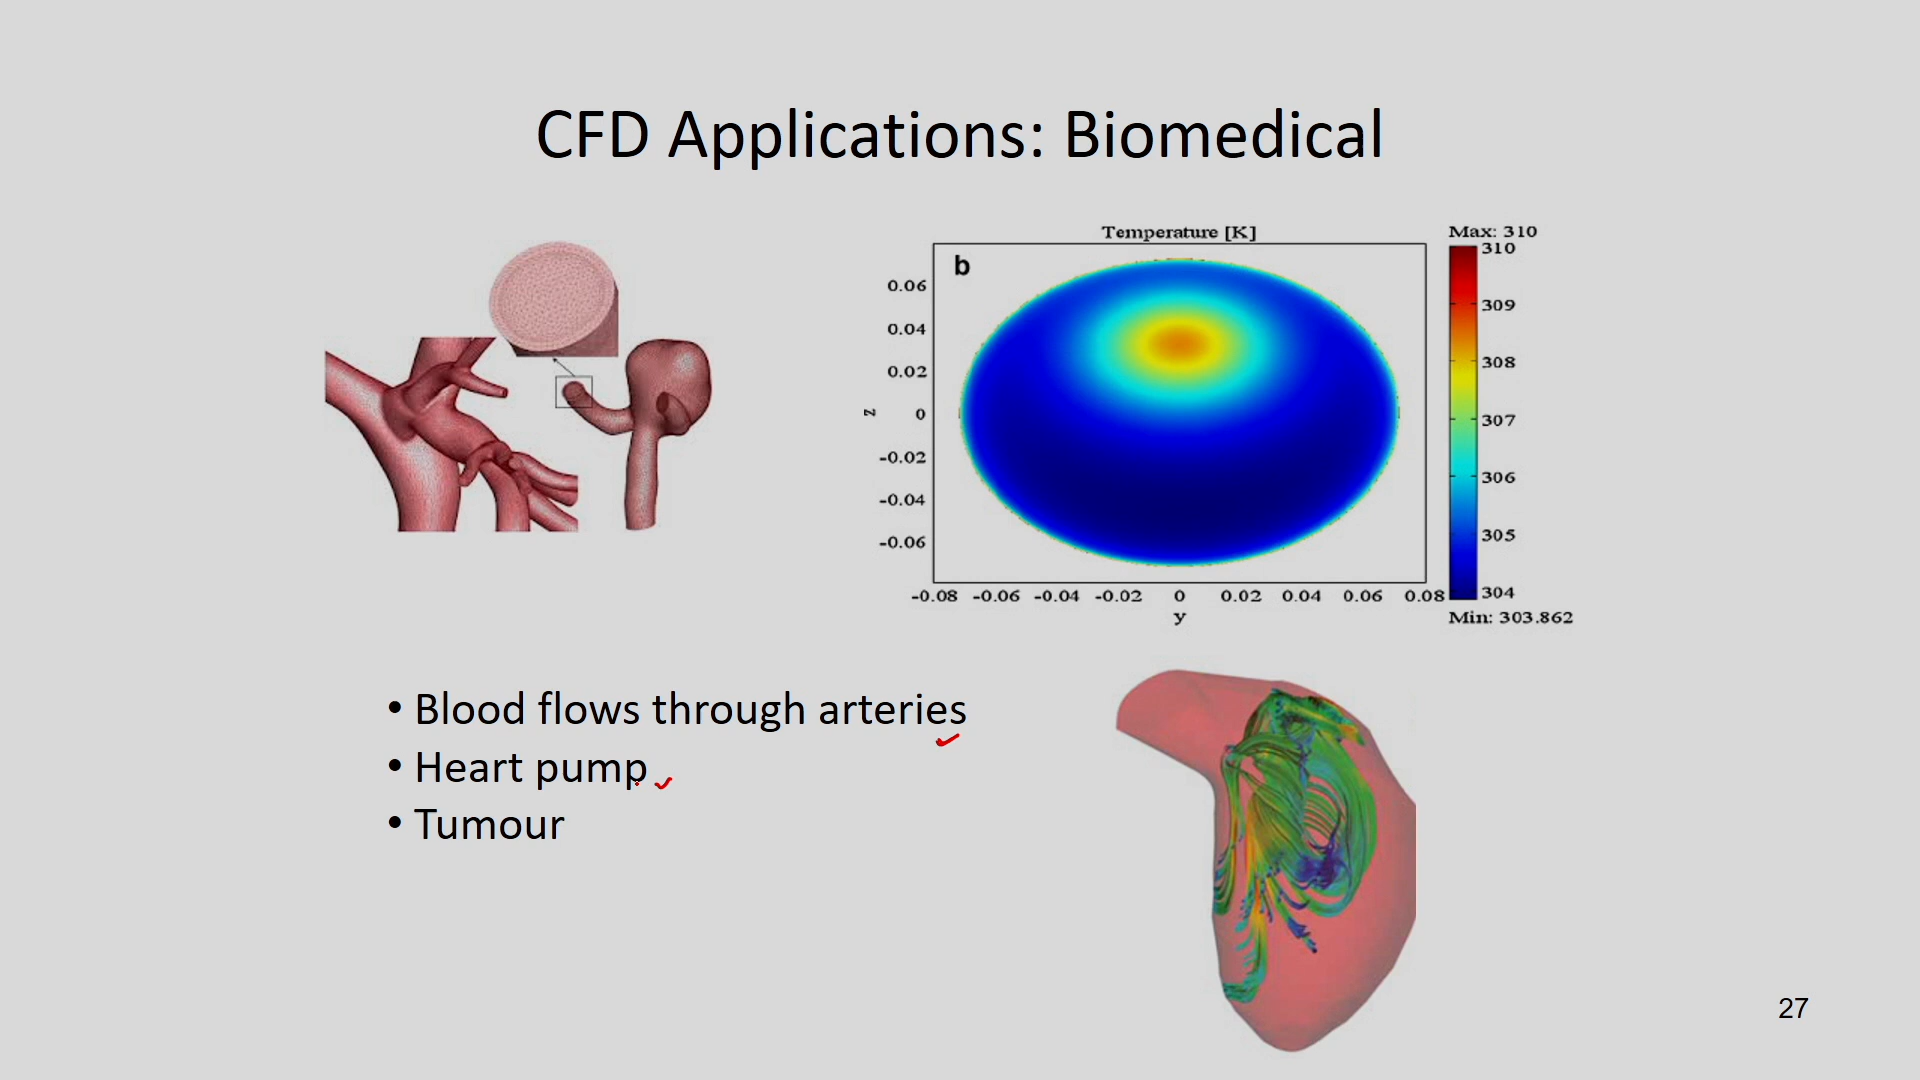 CFD Applications: Biomedical
Temperature [K]
Max: 310
b
310
309
308
307
306
305
304
Min: 303.862
0.06
0.04
0.02
0
-0.02
-0.04
-0.06
z
-0.08 -0.06 -0.04 -0.02 0 0.02 0.04 0.06 0.08
y
• Blood flows through arteries
• Heart pump
• Tumour
27